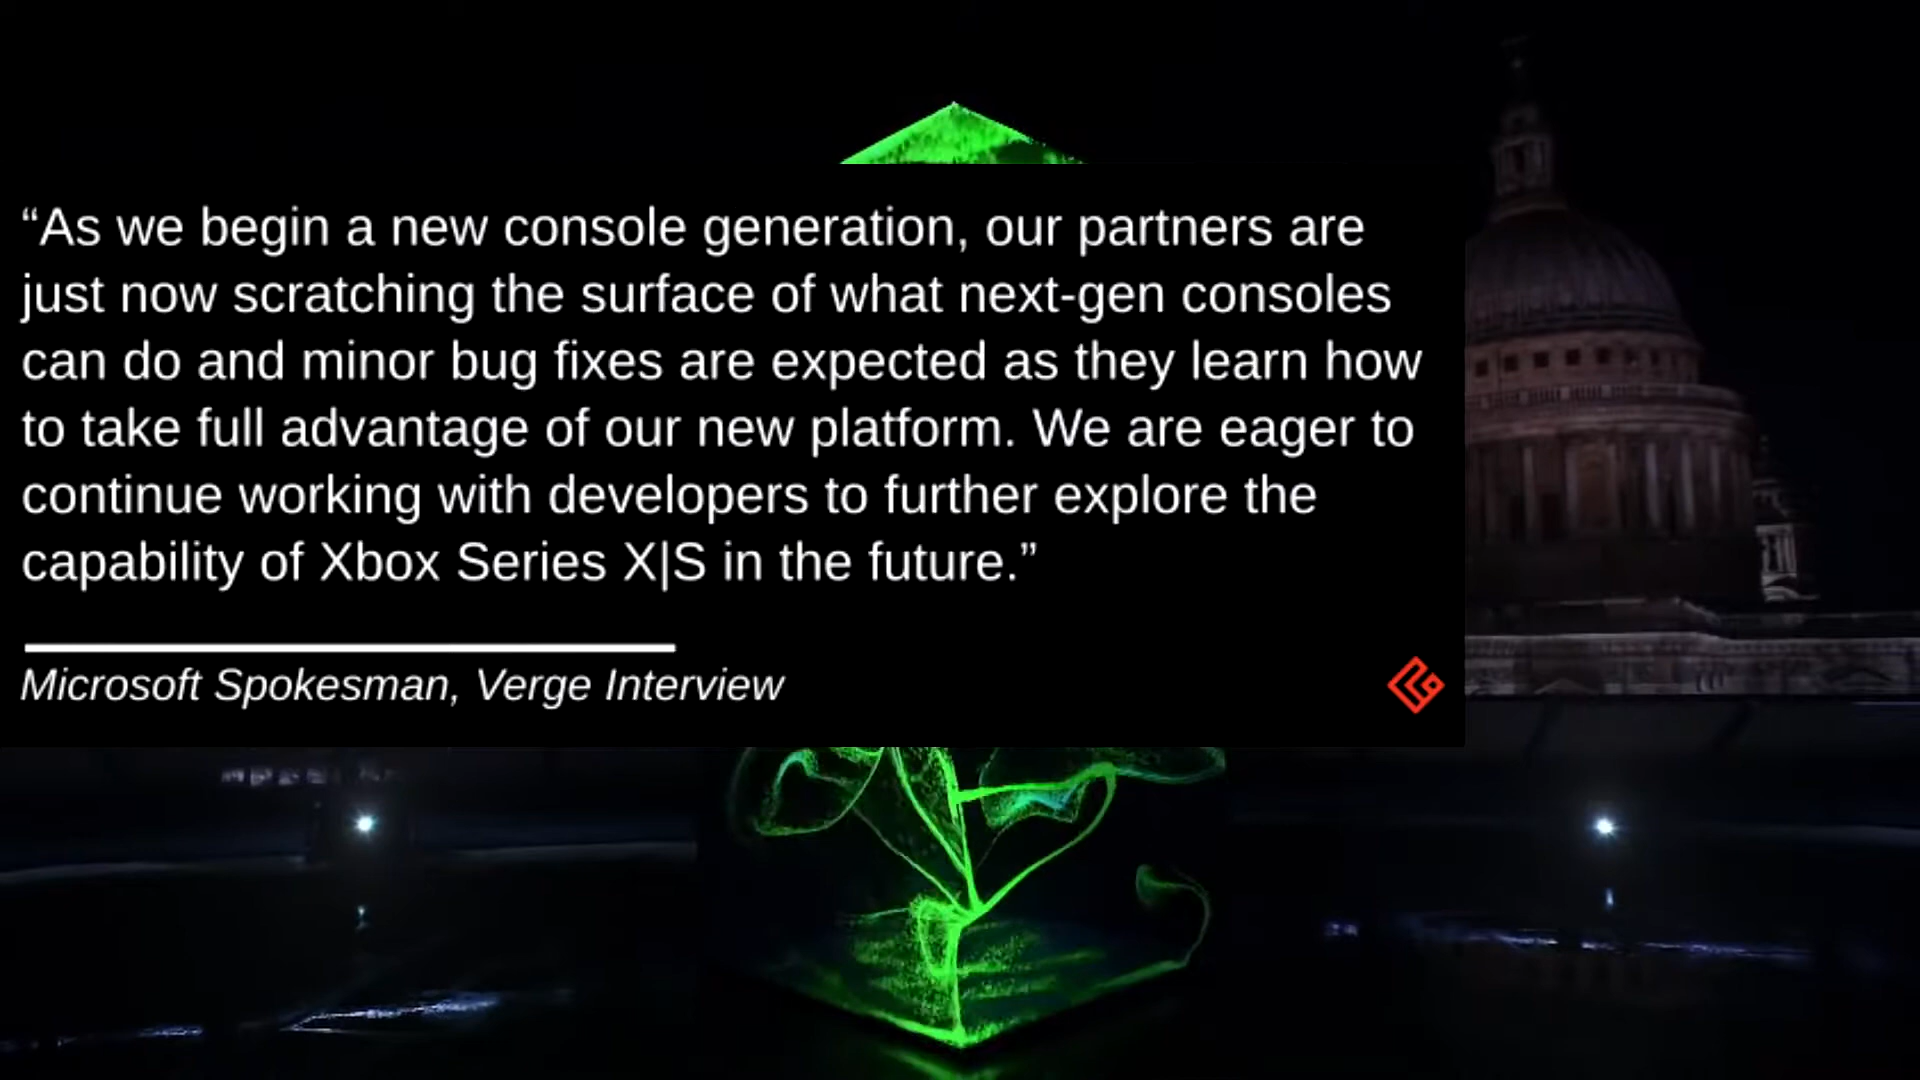 “As we begin a new console generation, our partners are
just now scratching the surface of what next-gen consoles
can do and minor bug fixes are expected as they learn how
to take full advantage of our new platform. We are eager to
continue working with developers to further explore the
capability of Xbox Series X|S in the future.”
Microsoft Spokesman, Verge Interview